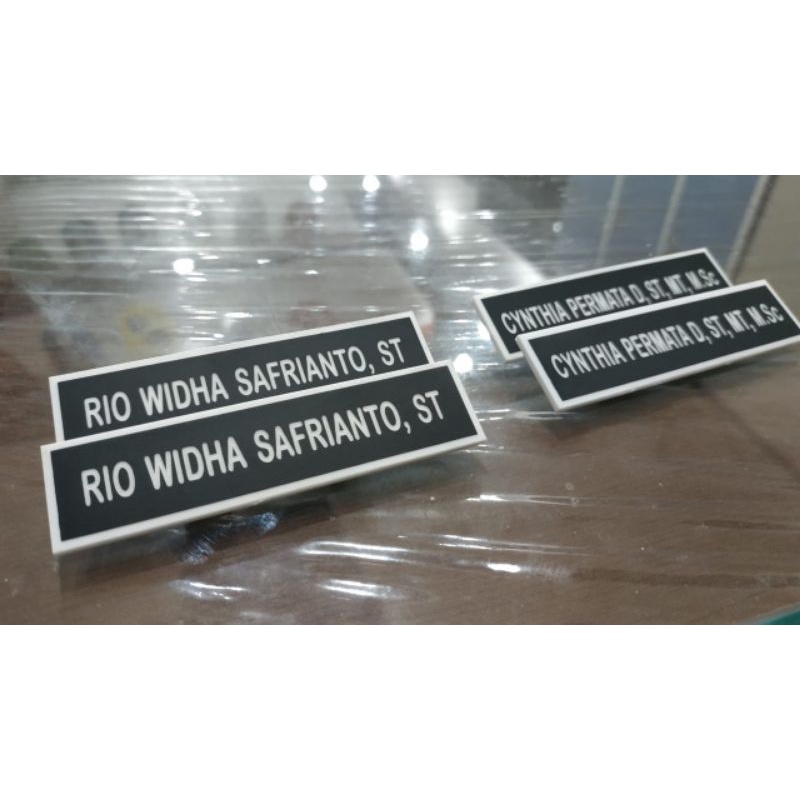 RIO WIDHA SAFRIANTO, ST
RIO WIDHA SAFRIANTO, ST
CYNTHIA PERMATA D, ST, MT, M.Sc
CYNTHIA PERMATA D, ST, MT, M.Sc